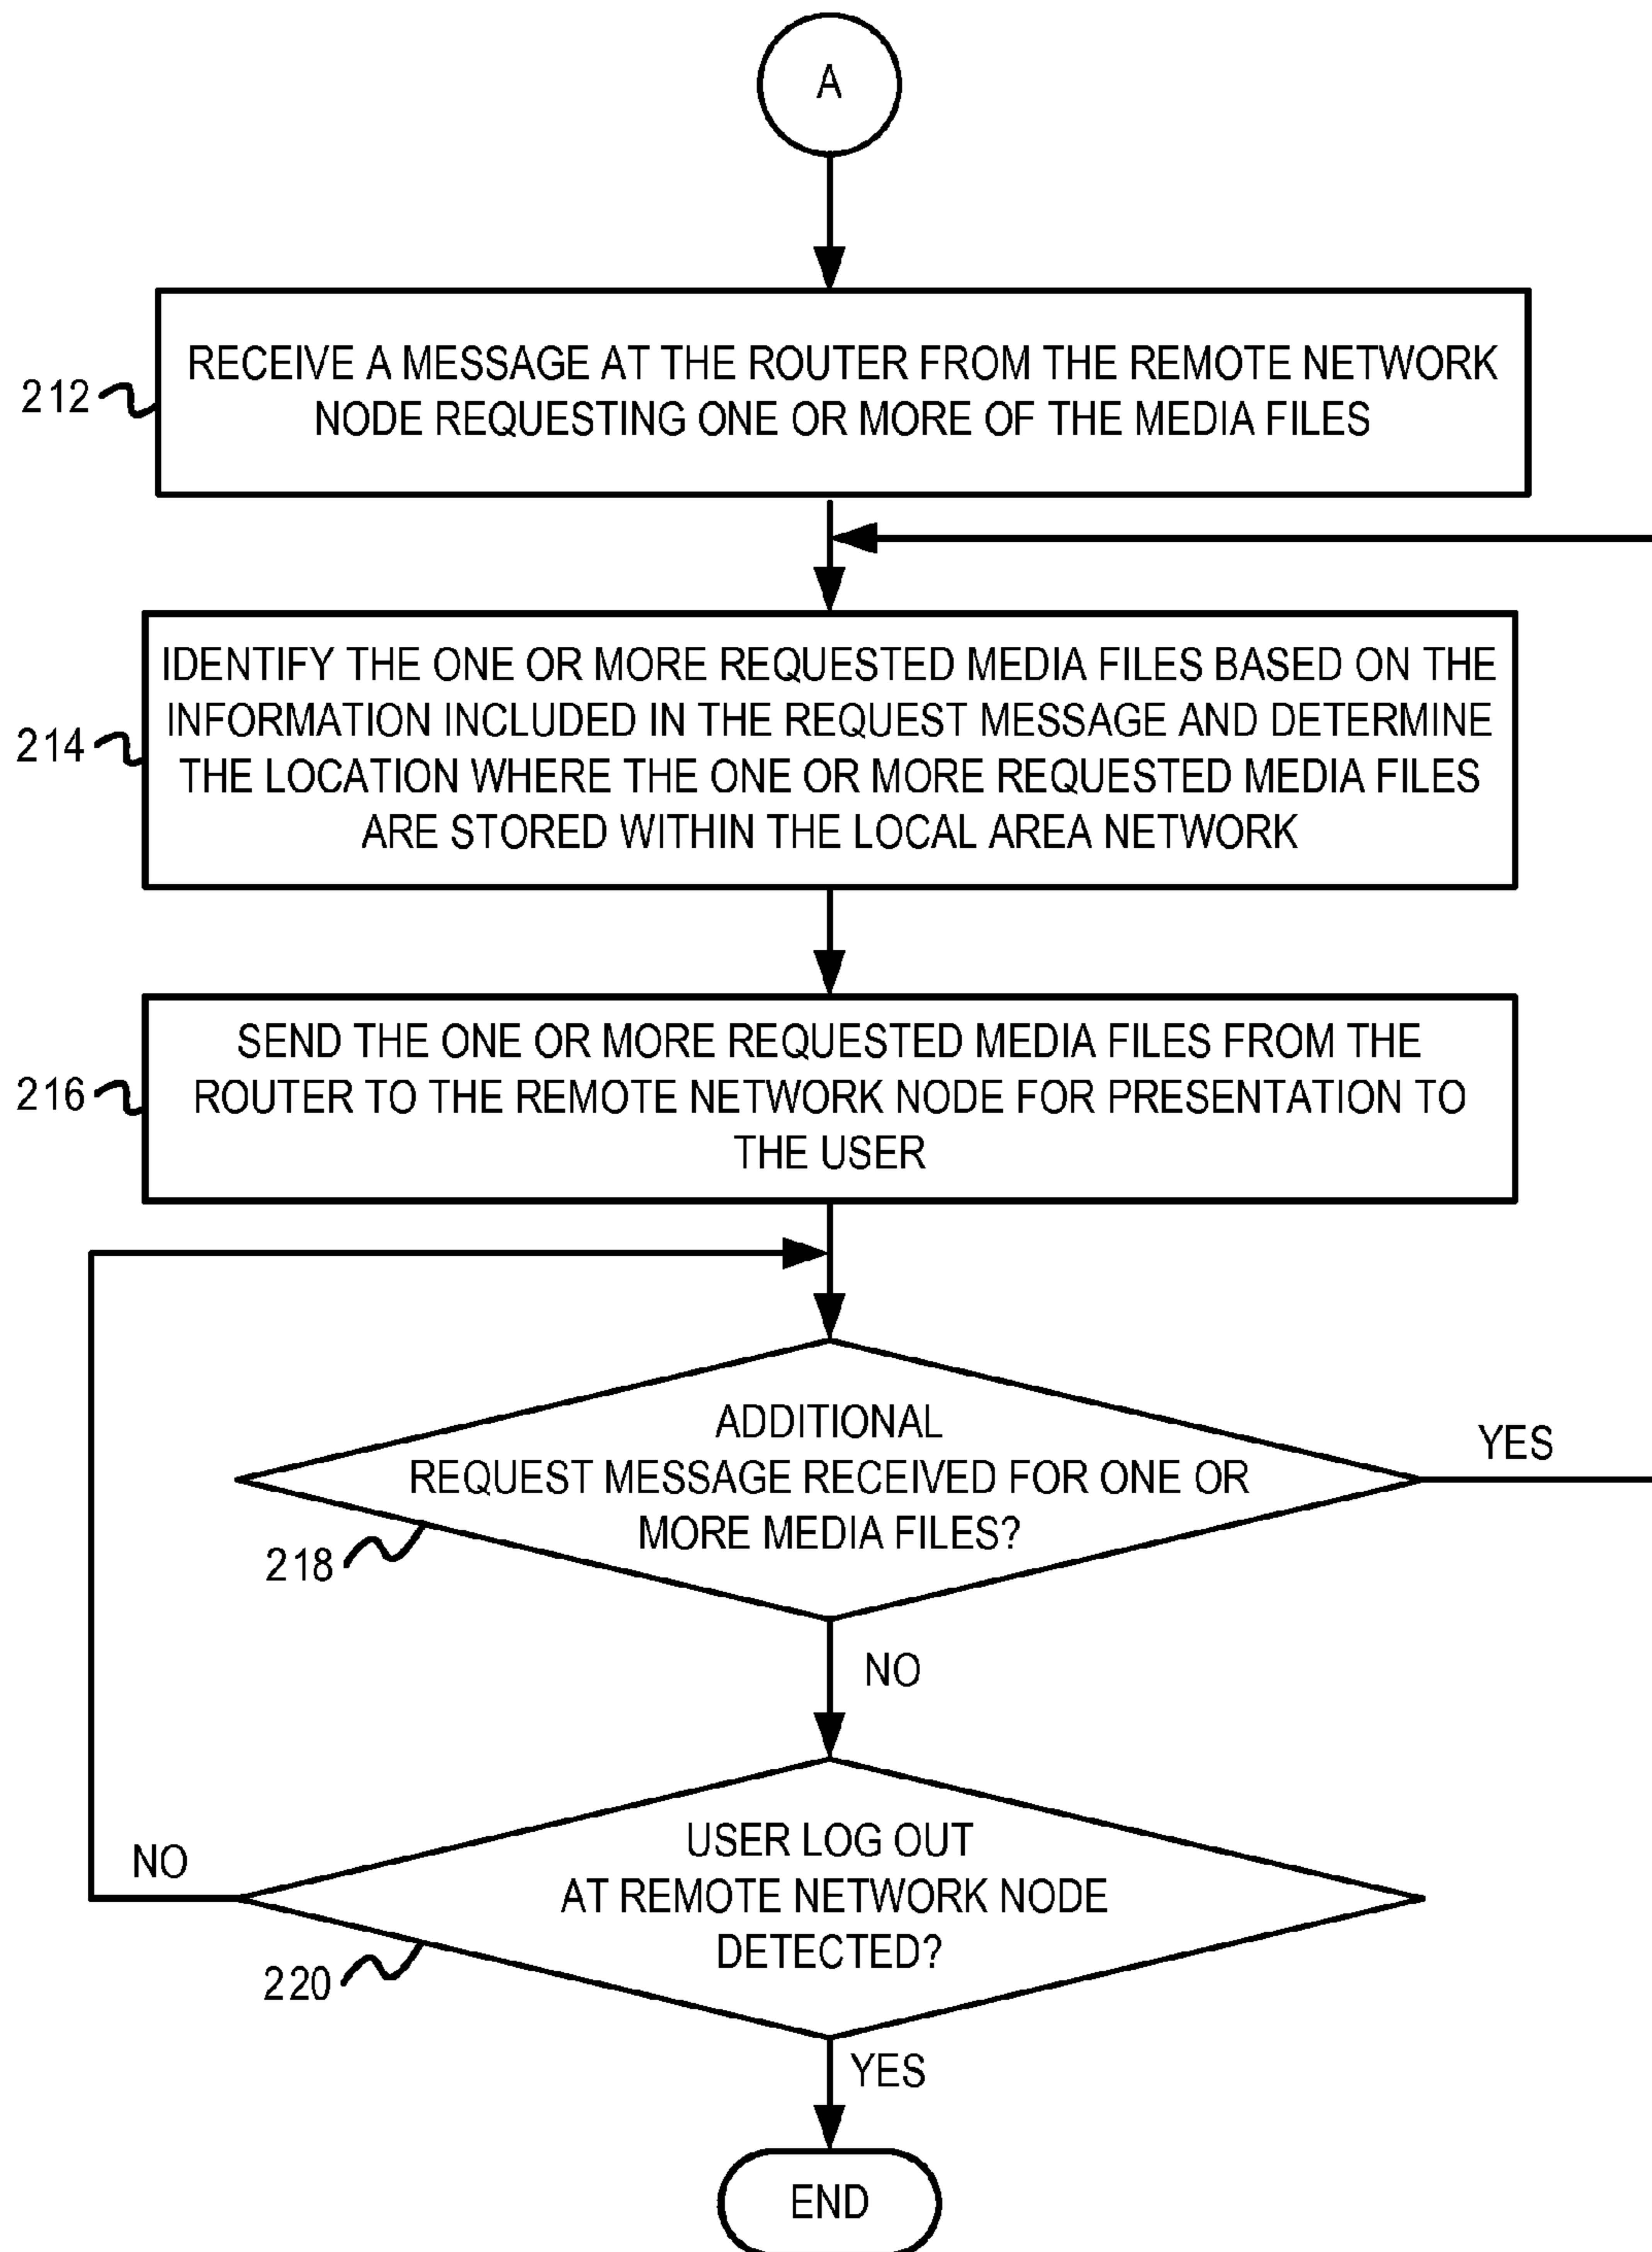 A
RECEIVE A MESSAGE AT THE ROUTER FROM THE REMOTE NETWORK
NODE REQUESTING ONE OR MORE OF THE MEDIA FILES
212
IDENTIFY THE ONE OR MORE REQUESTED MEDIA FILES BASED ON THE
INFORMATION INCLUDED IN THE REQUEST MESSAGE AND DETERMINE
THE LOCATION WHERE THE ONE OR MORE REQUESTED MEDIA FILES
ARE STORED WITHIN THE LOCAL AREA NETWORK
214
SEND THE ONE OR MORE REQUESTED MEDIA FILES FROM THE
ROUTER TO THE REMOTE NETWORK NODE FOR PRESENTATION TO
THE USER
216
ADDITIONAL
REQUEST MESSAGE RECEIVED FOR ONE OR
MORE MEDIA FILES?
YES
218
NO
USER LOG OUT
AT REMOTE NETWORK NODE
DETECTED?
NO
220
YES
END